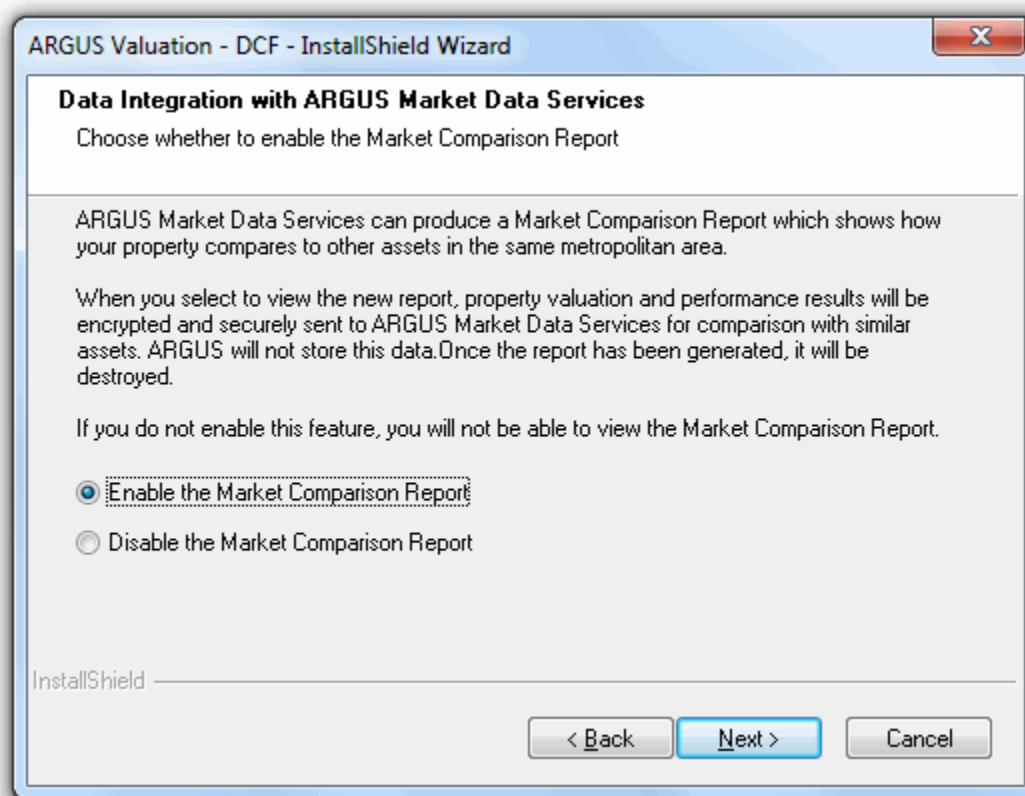 ARGUS Valuation - DCF - InstallShield Wizard
Data Integration with ARGUS Market Data Services
Choose whether to enable the Market Comparison Report
ARGUS Market Data Services can produce a Market Comparison Report which shows how
your property compares to other assets in the same metropolitan area.
When you select to view the new report, property valuation and performance results will be
encrypted and securely sent to ARGUS Market Data Services for comparison with similar
assets. ARGUS will not store this data.Once the report has been generated, it will be
destroyed.
If you do not enable this feature, you will not be able to view the Market Comparison Report.
Enable the Market Comparison Report
Disable the Market Comparison Report
InstallShield
< Back Next > Cancel